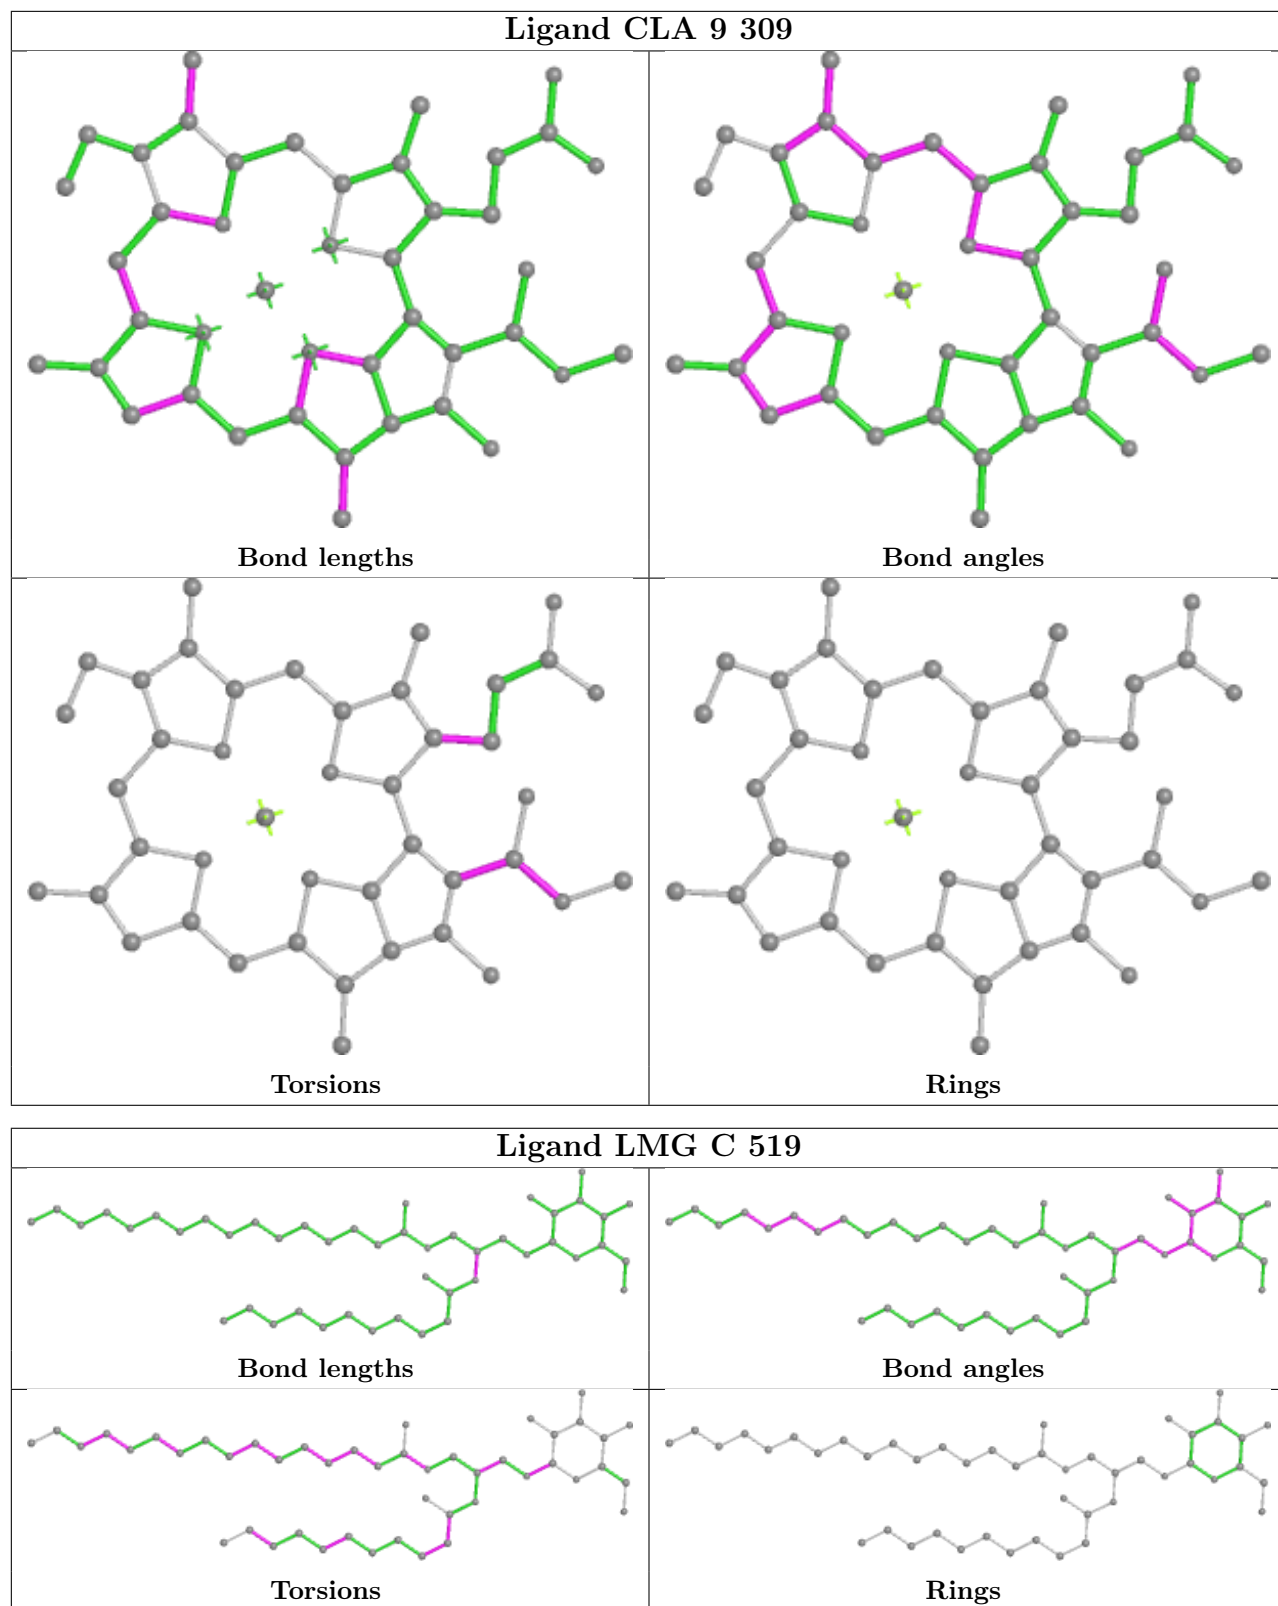 Ligand CLA 9 309
Bond lengths
Bond angles
Torsions
Rings
Ligand LMG C 519
Bond lengths
Bond angles
Torsions
Rings